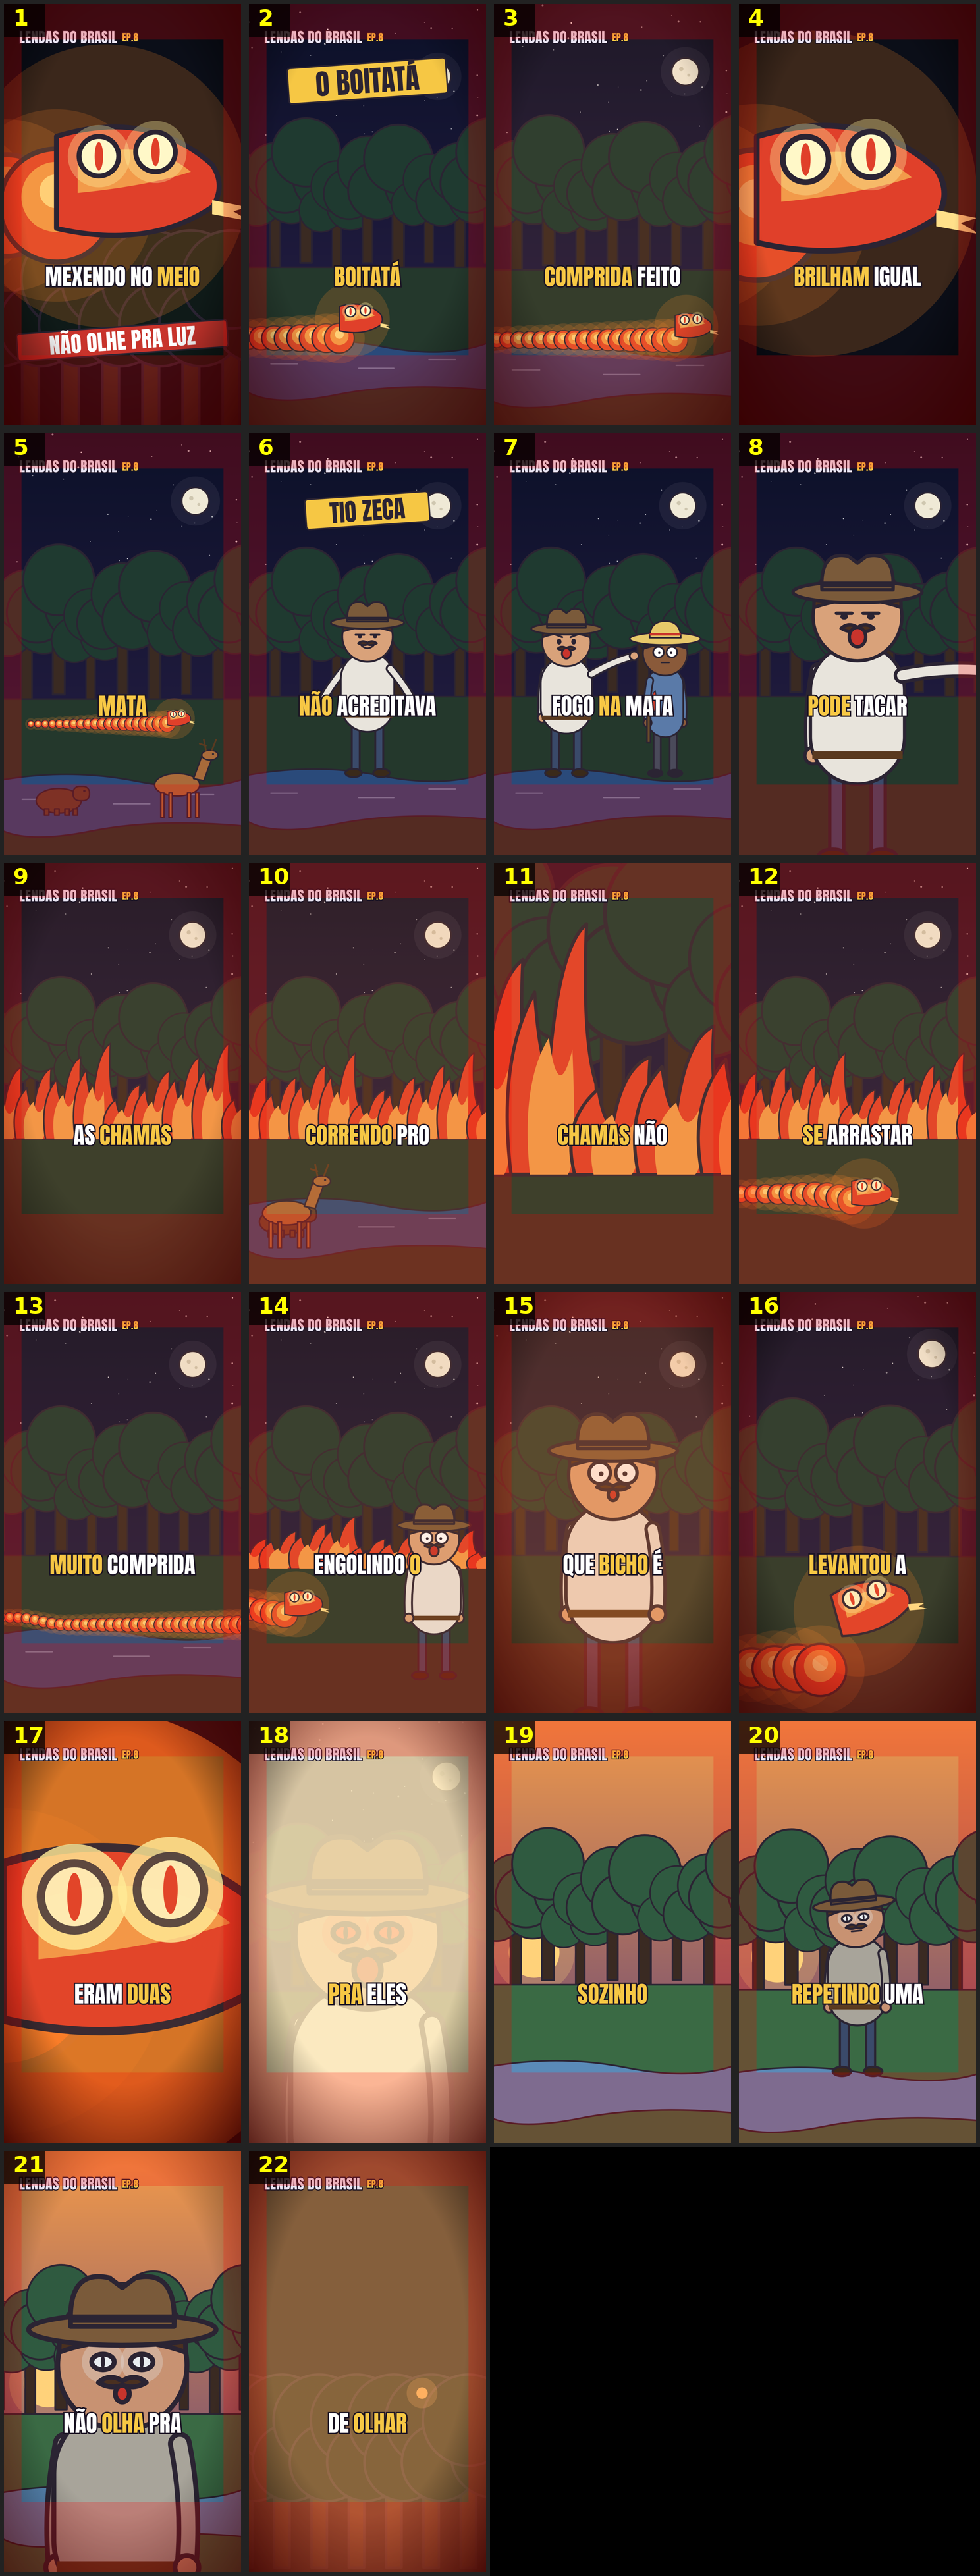 1
LENDAS DO BRASIL EP.8
MEXENDO NO MEIO
NÃO OLHE PRA LUZ
2
LENDAS DO BRASIL EP.8
O BOITATÁ
BOITATÁ
3
LENDAS DO BRASIL EP.8
COMPRIDA FEITO
4
LENDAS DO BRASIL EP.8
BRILHAM IGUAL
5
LENDAS DO BRASIL EP.8
MATA
6
LENDAS DO BRASIL EP.8
TIO ZECA
NÃO ACREDITAVA
7
LENDAS DO BRASIL EP.8
FOGO NA MATA
8
LENDAS DO BRASIL EP.8
PODE TACAR
9
LENDAS DO BRASIL EP.8
AS CHAMAS
10
LENDAS DO BRASIL EP.8
CORRENDO PRO
11
LENDAS DO BRASIL EP.8
CHAMAS NÃO
12
LENDAS DO BRASIL EP.8
SE ARRASTAR
13
LENDAS DO BRASIL EP.8
MUITO COMPRIDA
14
LENDAS DO BRASIL EP.8
ENGOLINDO O
15
LENDAS DO BRASIL EP.8
QUE BICHO É
16
LENDAS DO BRASIL EP.8
LEVANTOU A
17
LENDAS DO BRASIL EP.8
ERAM DUAS
18
LENDAS DO BRASIL EP.8
PRA ELES
19
LENDAS DO BRASIL EP.8
SOZINHO
20
LENDAS DO BRASIL EP.8
REPETINDO UMA
21
LENDAS DO BRASIL EP.8
NÃO OLHA PRA
22
LENDAS DO BRASIL EP.8
DE OLHAR